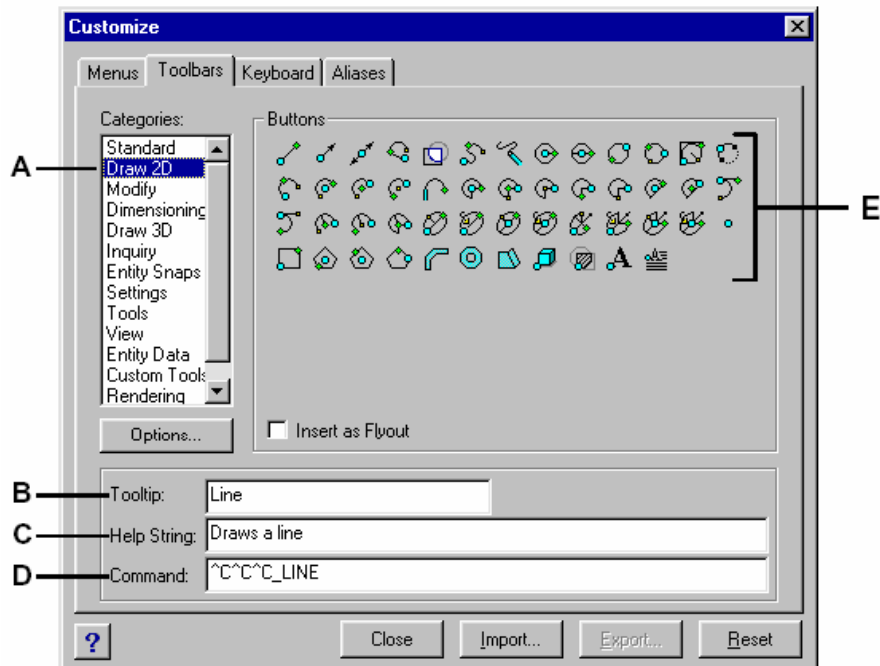 Customize
Menus Toolbars Keyboard Aliases
Categories:
Buttons
Standard
A
Draw 2D
Modify
Dimensioning
Draw 3D
E
Inquiry
Entity Snaps
Settings
Tools
View
Entity Data
Custom Tools
Rendering
Options...
Insert as Flyout
B
Tooltip:
Line
C
Help String:
Draws a line
D
Command:
^C^C^C_LINE
?
Close
Import...
Export...
Reset